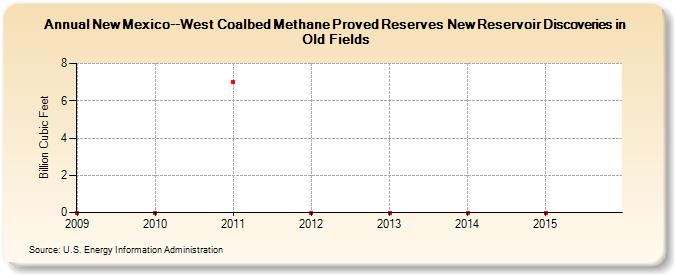 Annual New Mexico--West Coalbed Methane Proved Reserves New Reservoir Discoveries in
Old Fields
Billion Cubic Feet
8
6
4
2
0
2009 2010 2011 2012 2013 2014 2015
Source: U.S. Energy Information Administration